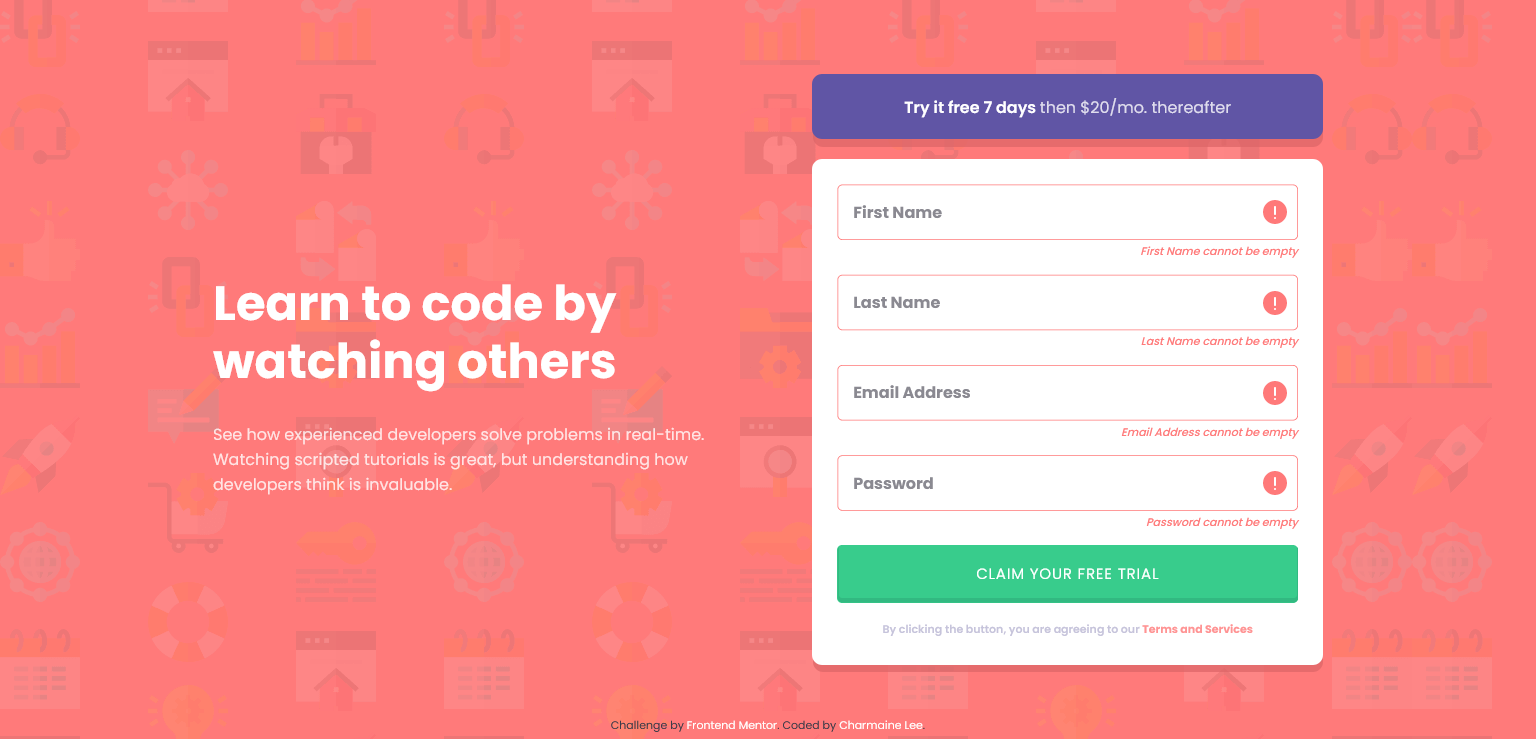 Learn to code by
watching others
See how experienced developers solve problems in real-time.
Watching scripted tutorials is great, but understanding how
developers think is invaluable.
Try it free 7 days then $20/mo. thereafter
First Name
First Name cannot be empty
Last Name
Last Name cannot be empty
Email Address
Email Address cannot be empty
Password
Password cannot be empty
CLAIM YOUR FREE TRIAL
By clicking the button, you are agreeing to our Terms and Services
Challenge by Frontend Mentor. Coded by Charmaine Lee.